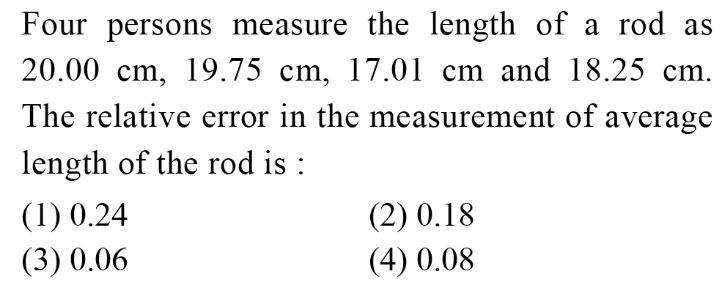 Four persons measure the length of a rod as
20.00 cm, 19.75 cm, 17.01 cm and 18.25 cm.
The relative error in the measurement of average
length of the rod is :
(1) 0.24 (2) 0.18
(3) 0.06 (4) 0.08